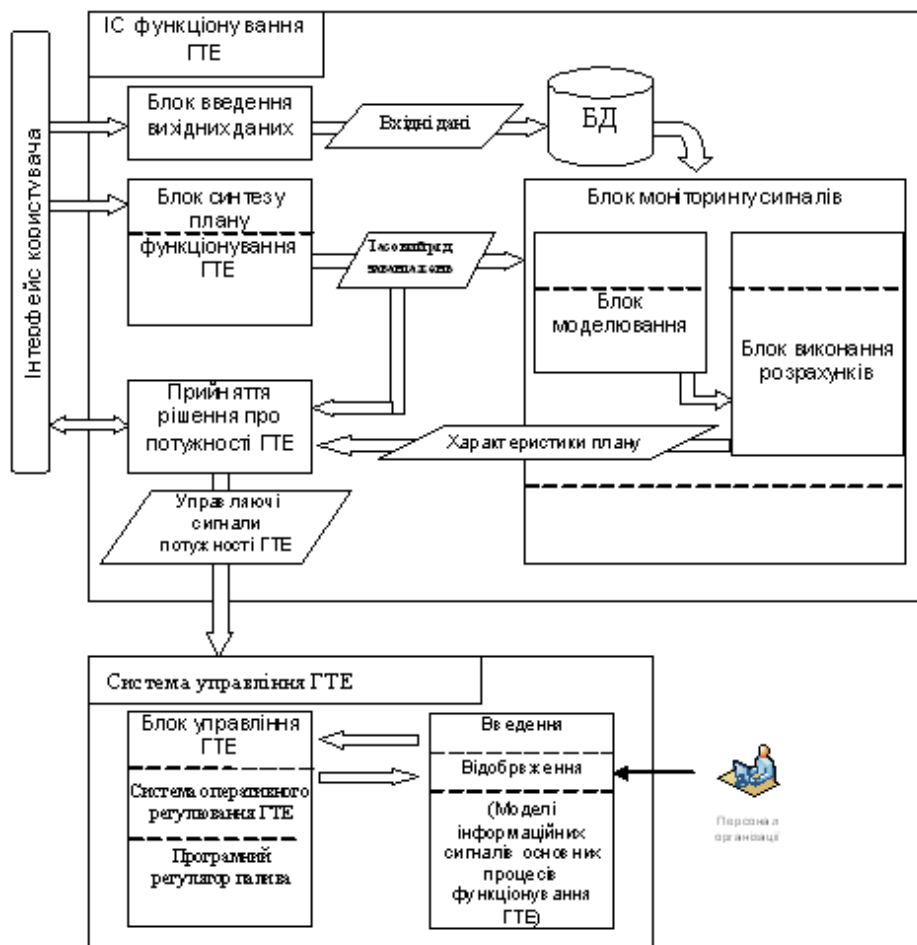 ІС функціонування
ГТЕ
Інтерфейс користувача
Блок введення
вихідних даних
Вхідні дані
БД
Блок синтезу
плану
функціонування
ГТЕ
Блок моніторингу сигналів
Блок
моделювання
Блок виконання
розрахунків
Прийняття
рішення про
потужності ГТЕ
Характеристики плану
Управляючі
сигнали
потужності ГТЕ
Система управління ГТЕ
Блок управління
ГТЕ
Система оперативного
регулювання ГТЕ
Програмний
регулятор палива
Введення
Відобрвження
(Моделі
інформаційних
сигналів основних
процесів
функціонування
ГТЕ)
Персонал
організації